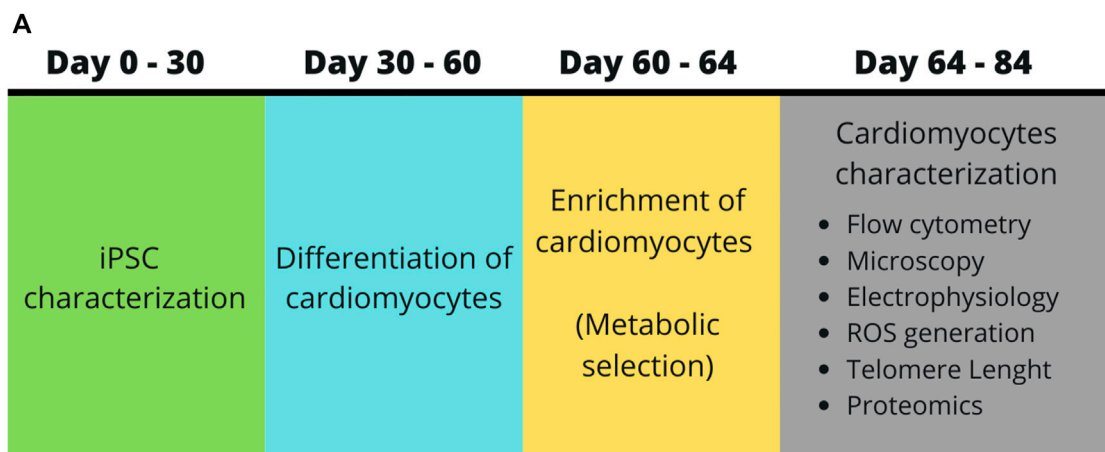 A
Day 0 - 30
Day 30 - 60
Day 60 - 64
Day 64 - 84
iPSC
characterization
Differentiation of
cardiomyocytes
Enrichment of
cardiomyocytes
(Metabolic
selection)
Cardiomyocytes
characterization
• Flow cytometry
• Microscopy
• Electrophysiology
• ROS generation
• Telomere Lenght
• Proteomics